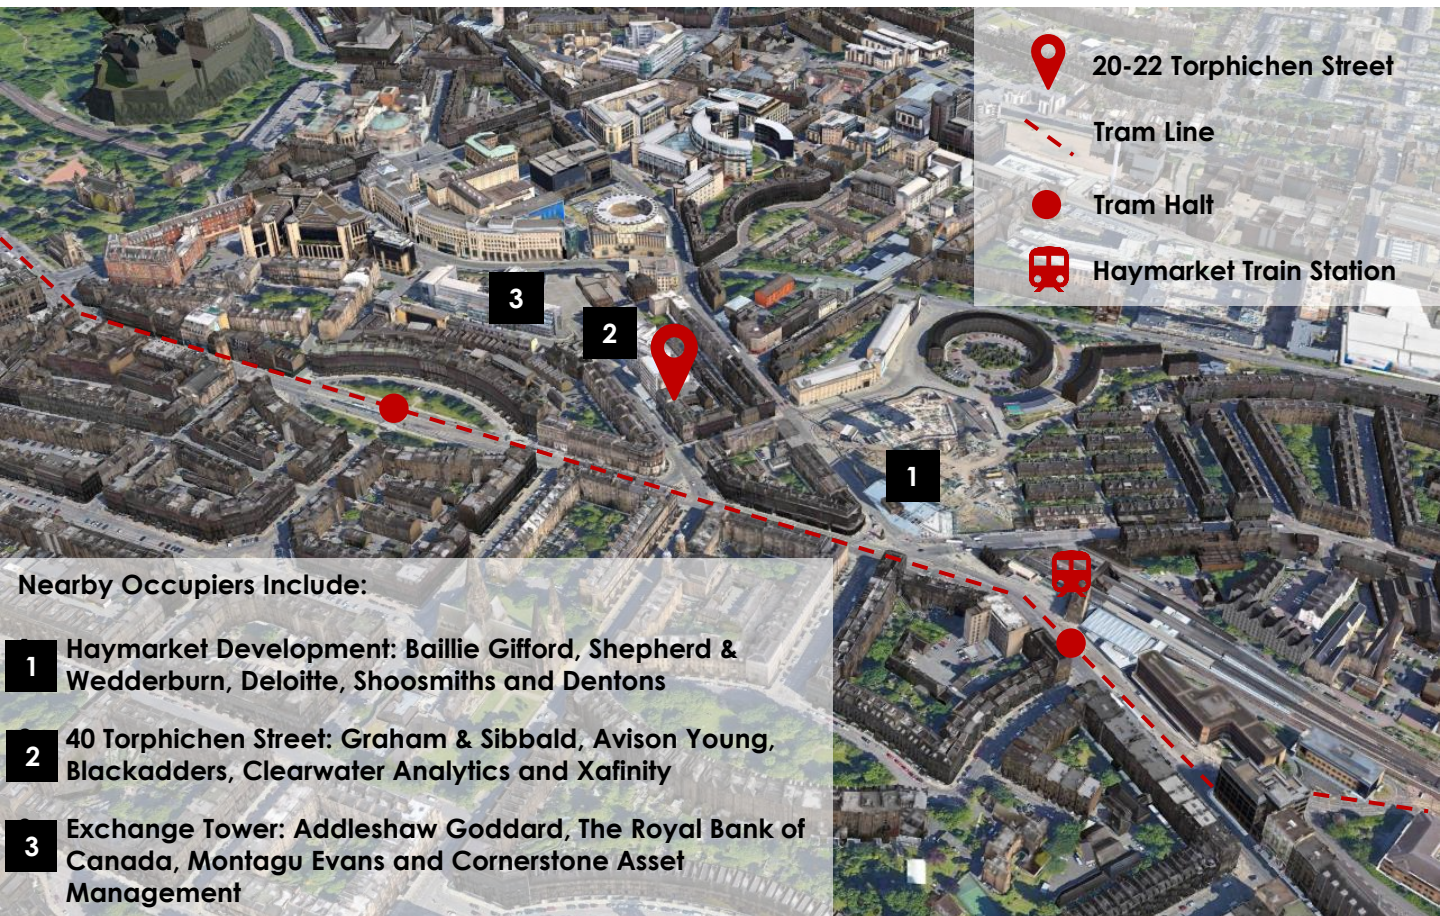 20-22 Torphichen Street
Tram Line
Tram Halt
Haymarket Train Station
3
2
1
Nearby Occupiers Include:
1
Haymarket Development: Baillie Gifford, Shepherd &
Wedderburn, Deloitte, Shoosmiths and Dentons
2
40 Torphichen Street: Graham & Sibbald, Avison Young,
Blackadders, Clearwater Analytics and Xafinity
3
Exchange Tower: Addleshaw Goddard, The Royal Bank of
Canada, Montagu Evans and Cornerstone Asset
Management